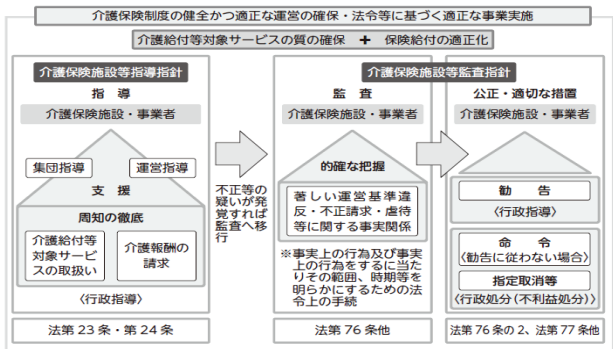 介護保険制度の健全かつ適正な運営の確保・法令等に基づく適正な事業実施
介護給付等対象サービスの質の確保 + 保険給付の適正化
介護保険施設等指導指針
指 導
介護保険施設・事業者
集団指導
運営指導
支 援
周知の徹底
介護給付等
対象サービ
スの取扱い
介護報酬の
請求
〈行政指導〉
法第23条・第24条
不正等の
疑いが発
覚すれば
監査へ移
行
介護保険施設等監査指針
監 査
介護保険施設・事業者
的確な把握
著しい運営基準違
反・不正請求・虐待
等に関する事実関係
※事実上の行為及び事実
上の行為をするに当た
りその範囲、時期等を
明らかにするための法
令上の手続
法第76条他
公正・適切な措置
介護保険施設・事業者
勧 告
〈行政指導〉
命 令
〈勧告に従わない場合〉
指定取消等
〈行政処分(不利益処分)〉
法第76条の2、法第77条他